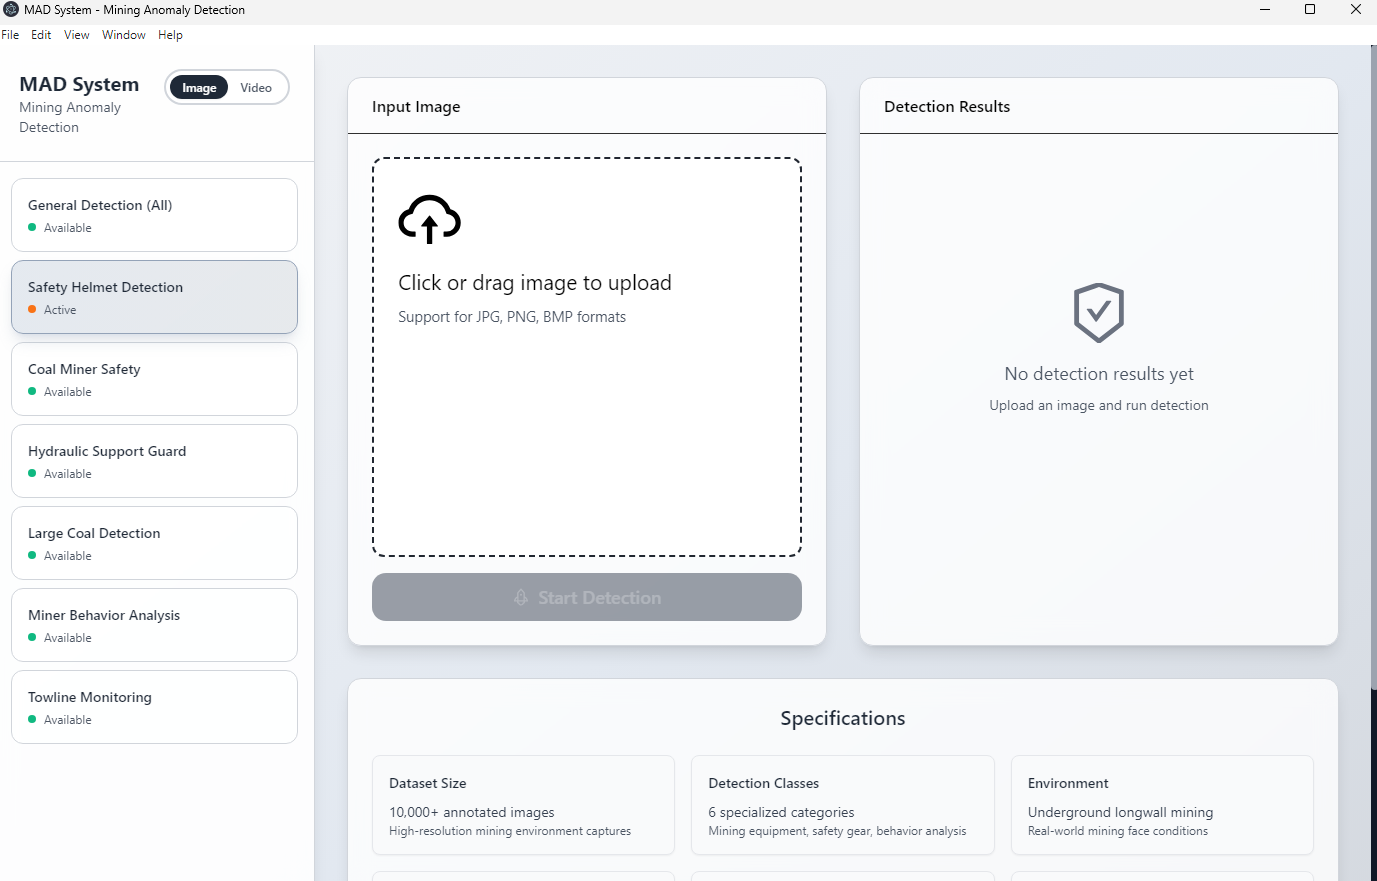 MAD System - Mining Anomaly Detection
File Edit View Window Help
MAD System
Mining Anomaly
Detection
Image Video
General Detection (All)
Available
Safety Helmet Detection
Active
Coal Miner Safety
Available
Hydraulic Support Guard
Available
Large Coal Detection
Available
Miner Behavior Analysis
Available
Towline Monitoring
Available
Input Image
Click or drag image to upload
Support for JPG, PNG, BMP formats
Start Detection
Detection Results
No detection results yet
Upload an image and run detection
Specifications
Dataset Size
10,000+ annotated images
High-resolution mining environment captures
Detection Classes
6 specialized categories
Mining equipment, safety gear, behavior analysis
Environment
Underground longwall mining
Real-world mining face conditions